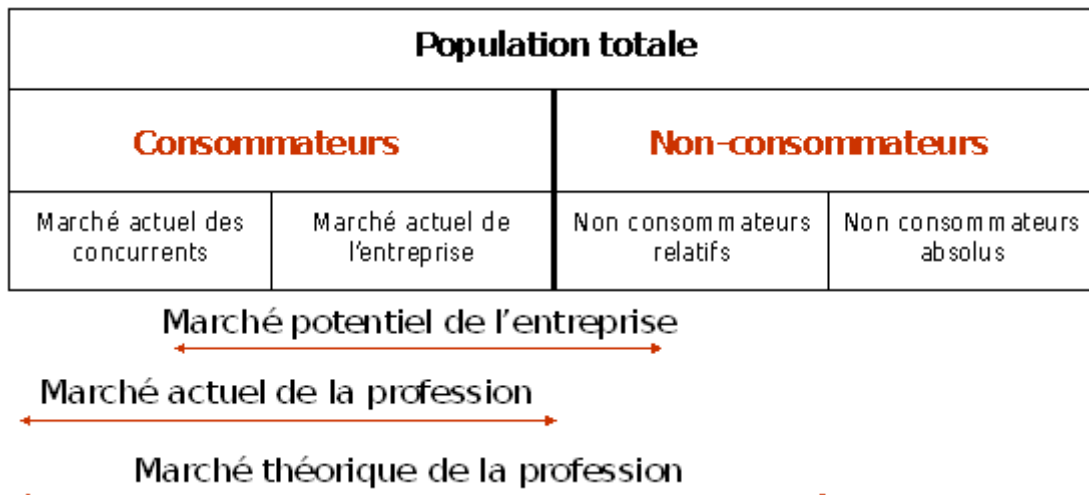 Population totale
Consommateurs
Non-consommateurs
Marché actuel des
concurrents
Marché actuel de
l'entreprise
Non consommateurs
relatifs
Non consommateurs
absolus
Marché potentiel de l'entreprise
Marché actuel de la profession
Marché théorique de la profession